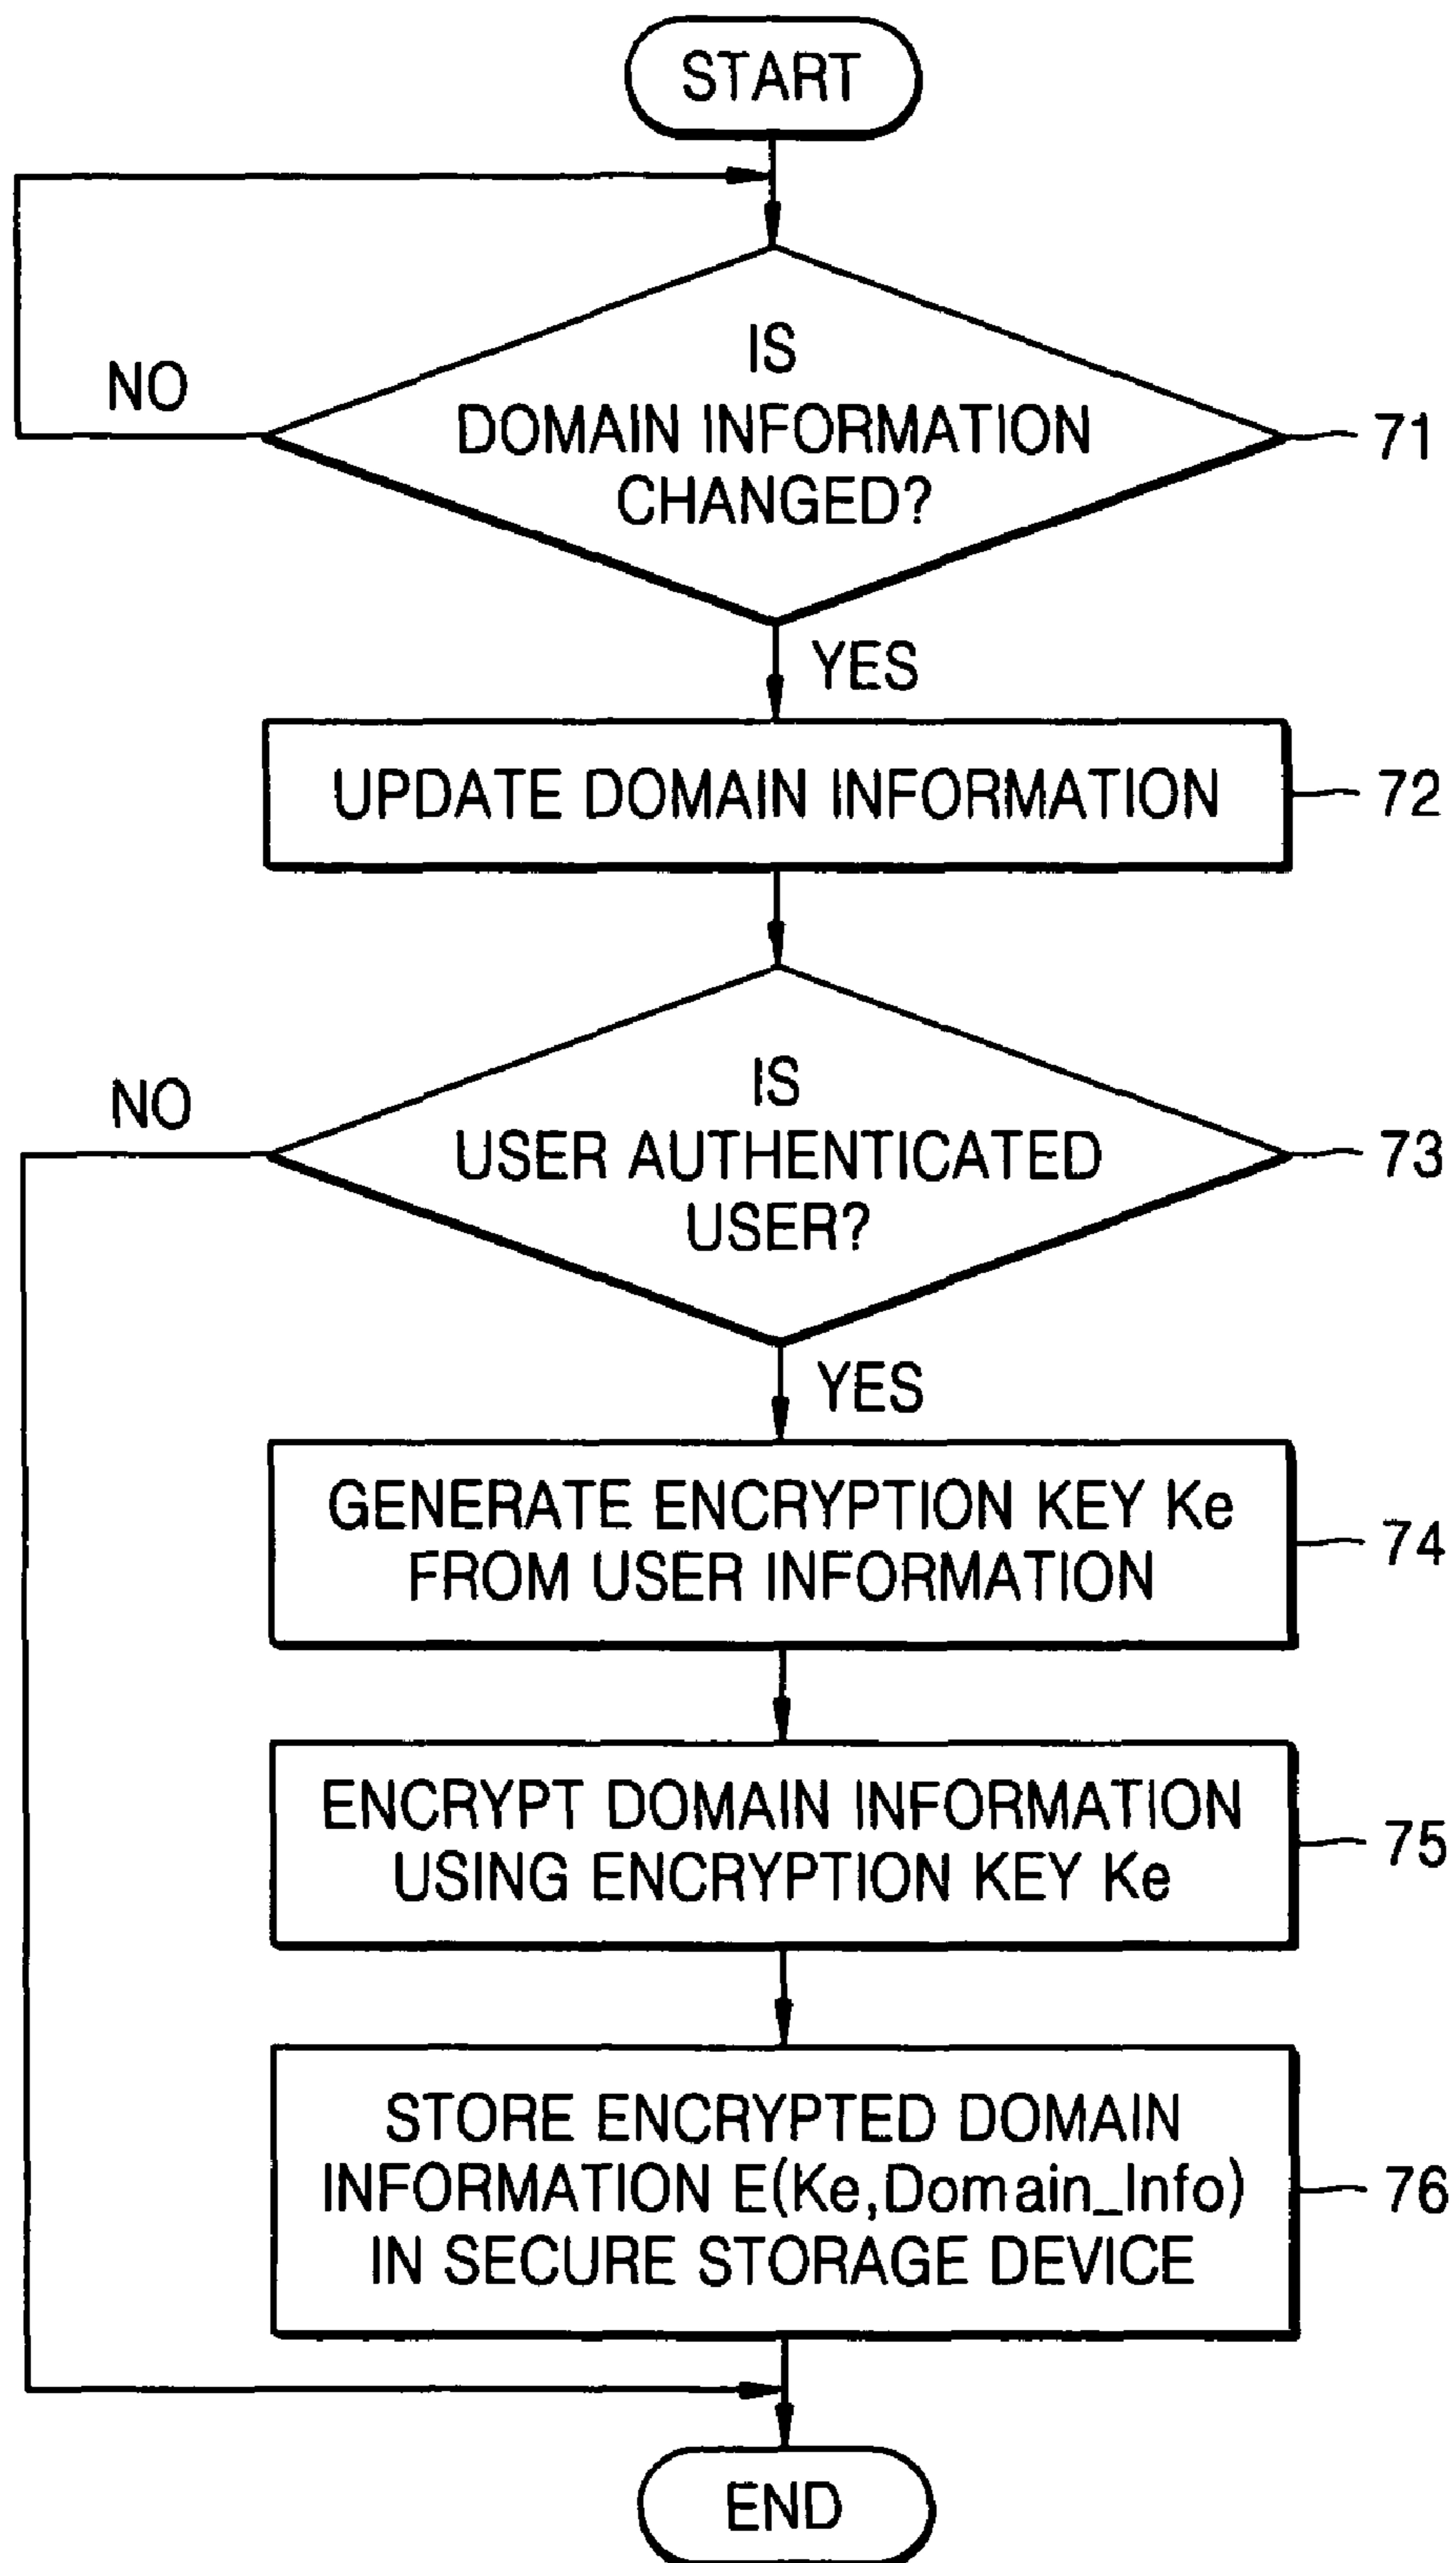 START
IS
DOMAIN INFORMATION
CHANGED?
NO
71
YES
UPDATE DOMAIN INFORMATION
72
IS
USER AUTHENTICATED
USER?
NO
73
YES
GENERATE ENCRYPTION KEY Ke
FROM USER INFORMATION
74
ENCRYPT DOMAIN INFORMATION
USING ENCRYPTION KEY Ke
75
STORE ENCRYPTED DOMAIN
INFORMATION E(Ke,Domain_Info)
IN SECURE STORAGE DEVICE
76
END